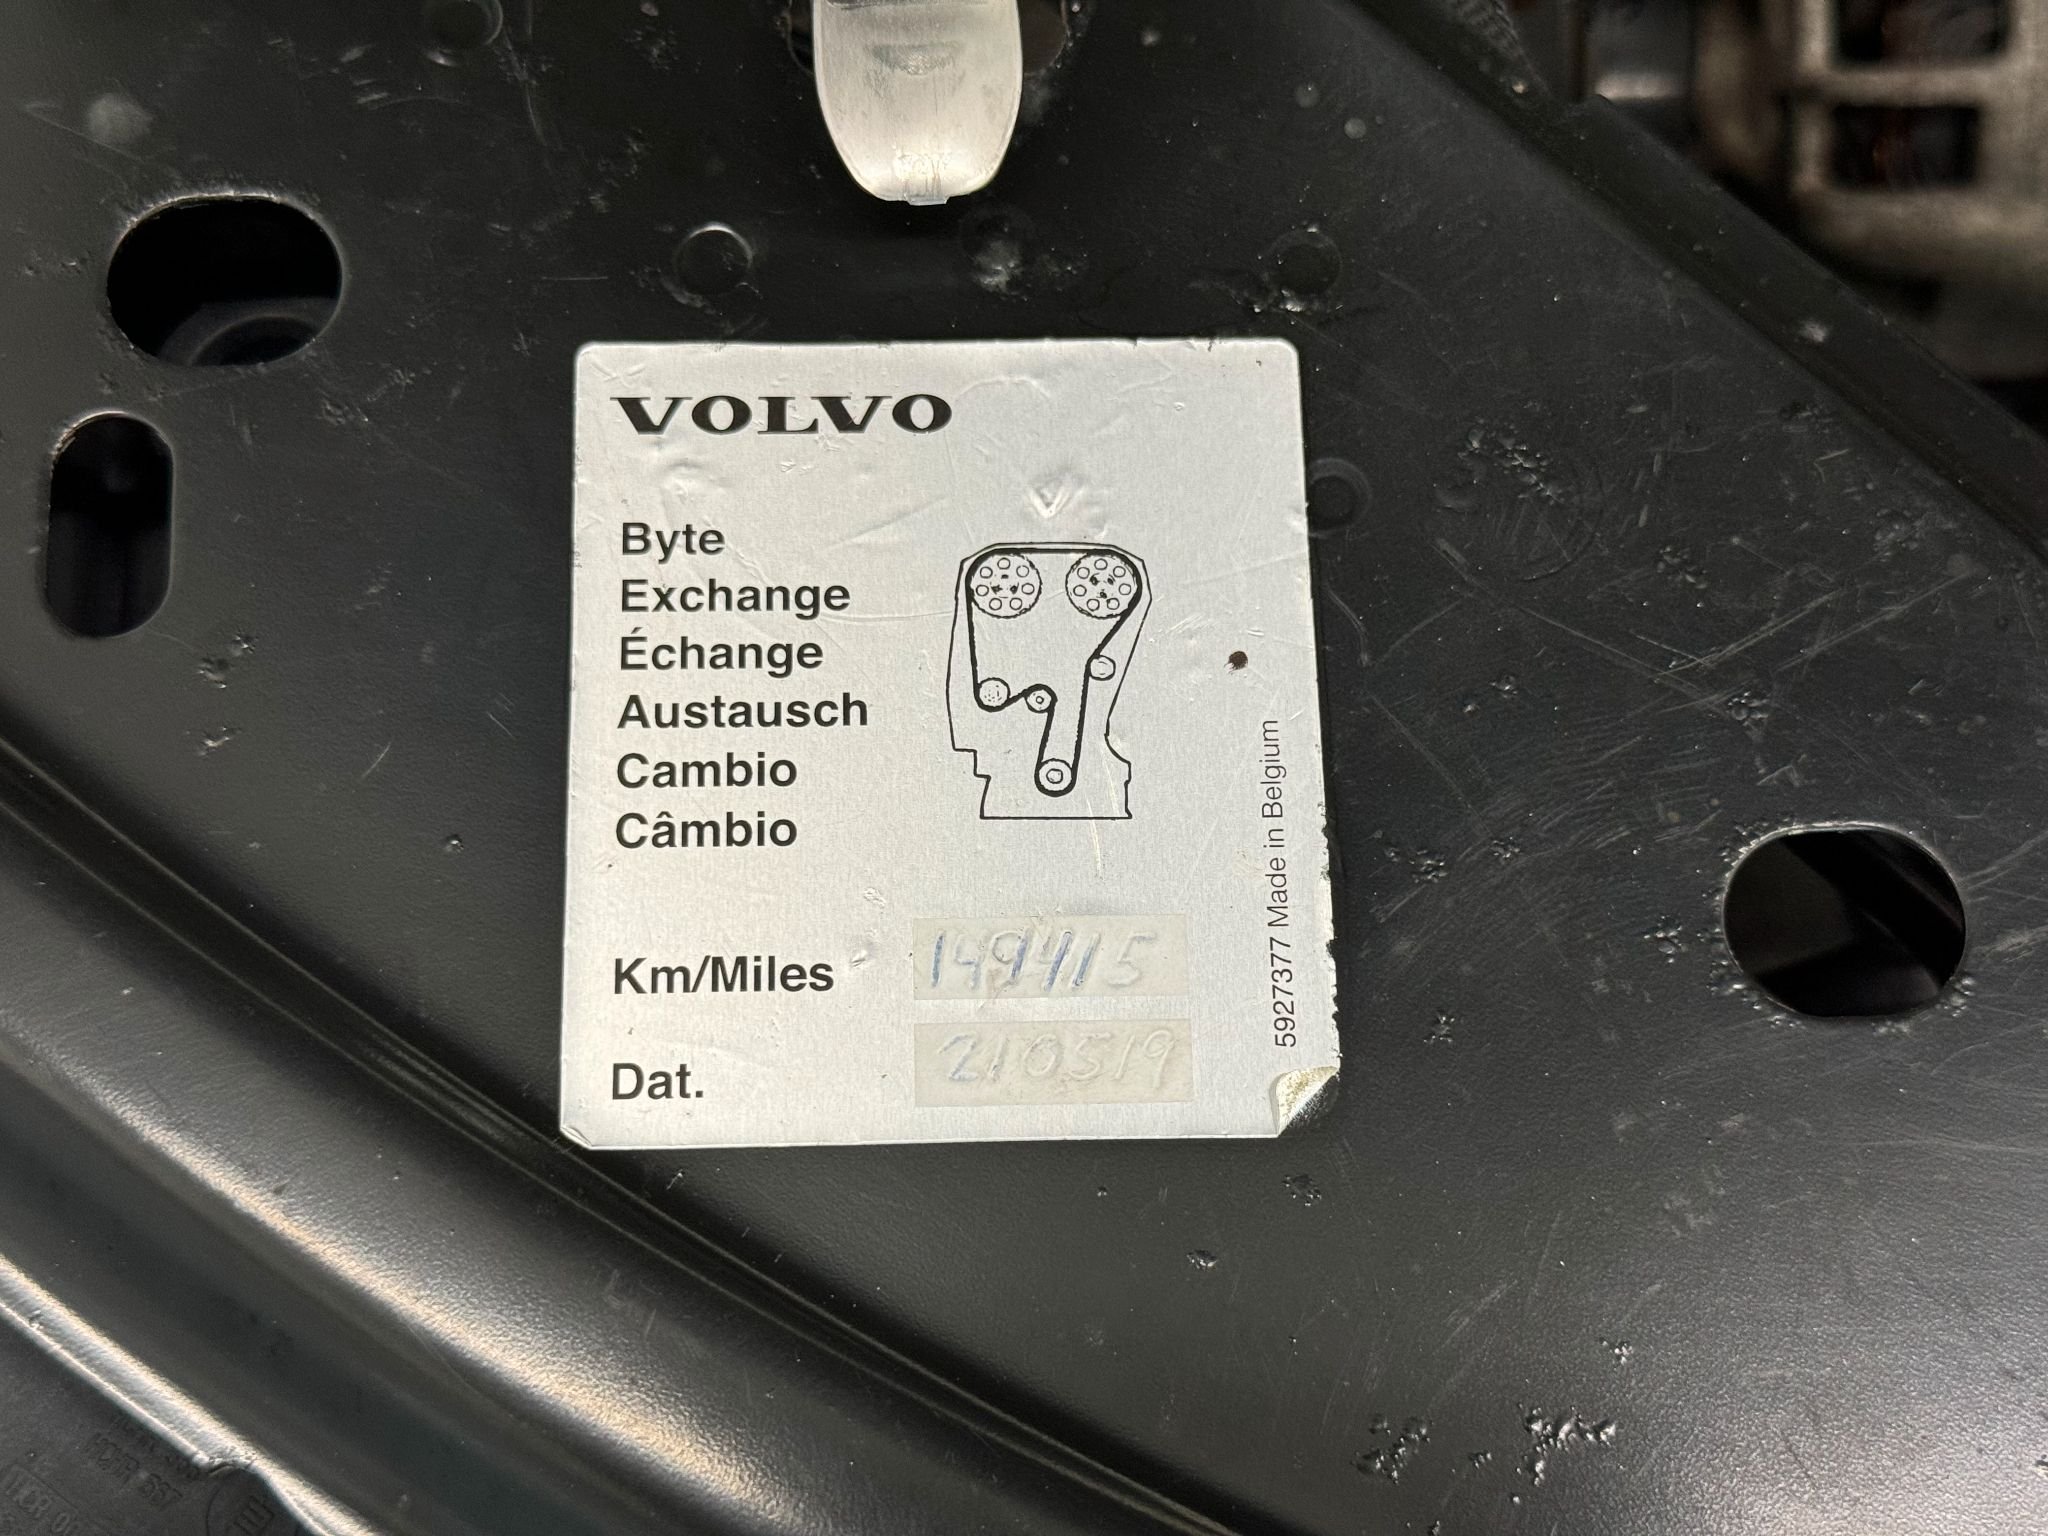 VOLVO
Byte
Exchange
Échange
Austausch
Cambio
Câmbio
Km/Miles 149415
Dat. 210519
5927377 Made in Belgium